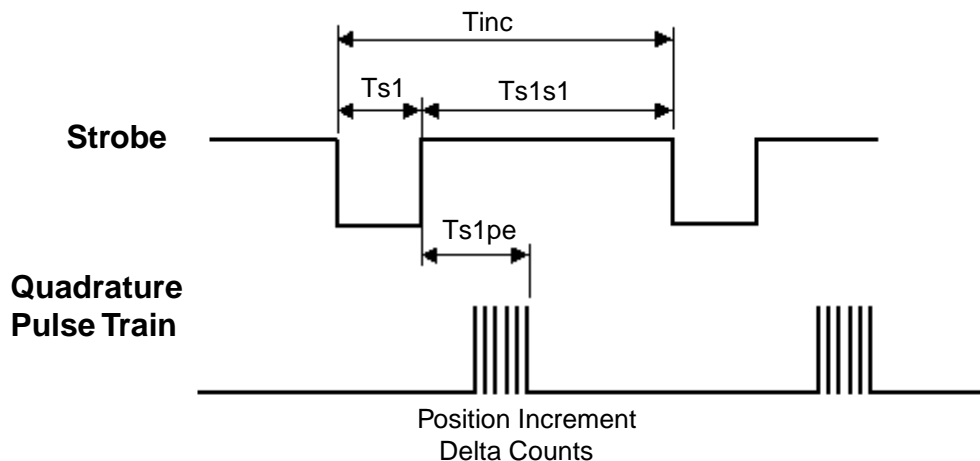 Tinc
Ts1
Ts1s1
Strobe
Ts1pe
Quadrature
Pulse Train
Position Increment
Delta Counts